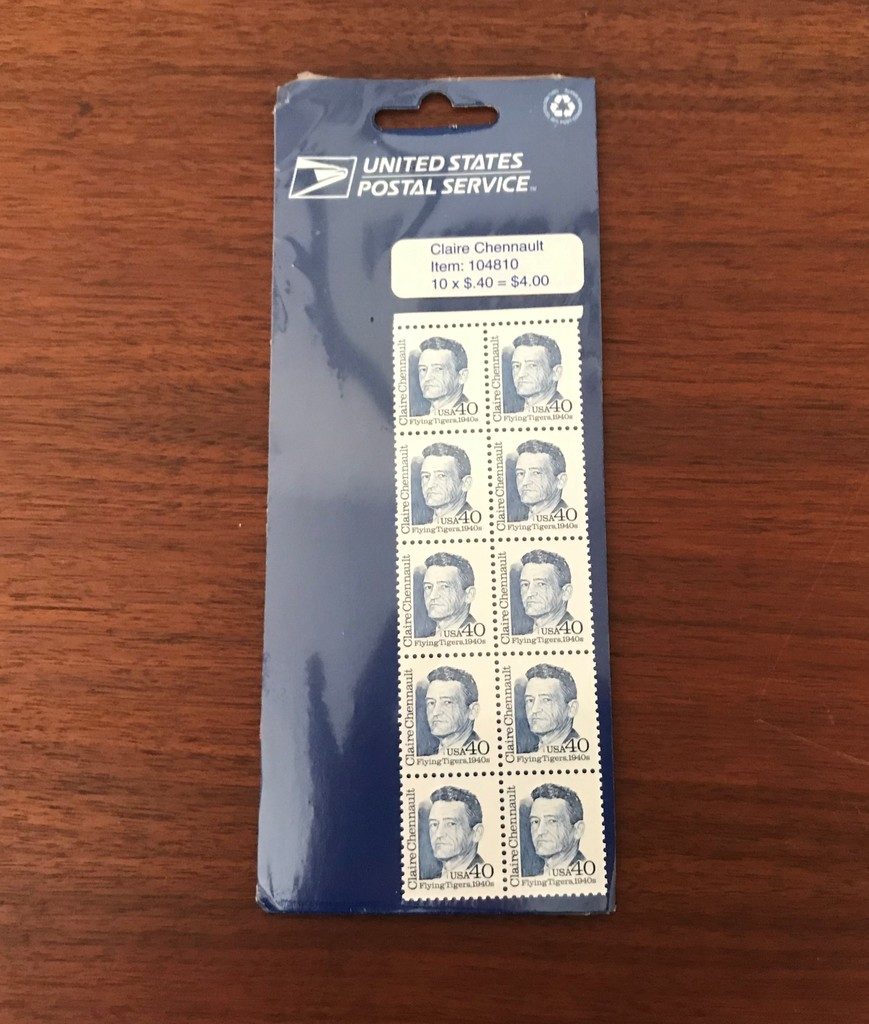 UNITED STATES
POSTAL SERVICE™
Claire Chennault
Item: 104810
10 x $.40 = $4.00
Claire Chennault
USA40
Flying Tigers, 1940s
Claire Chennault
USA40
Flying Tigers, 1940s
Claire Chennault
USA40
Flying Tigers, 1940s
Claire Chennault
USA40
Flying Tigers, 1940s
Claire Chennault
USA40
Flying Tigers, 1940s
Claire Chennault
USA40
Flying Tigers, 1940s
Claire Chennault
USA40
Flying Tigers, 1940s
Claire Chennault
USA40
Flying Tigers, 1940s
Claire Chennault
USA40
Flying Tigers, 1940s
Claire Chennault
USA40
Flying Tigers, 1940s